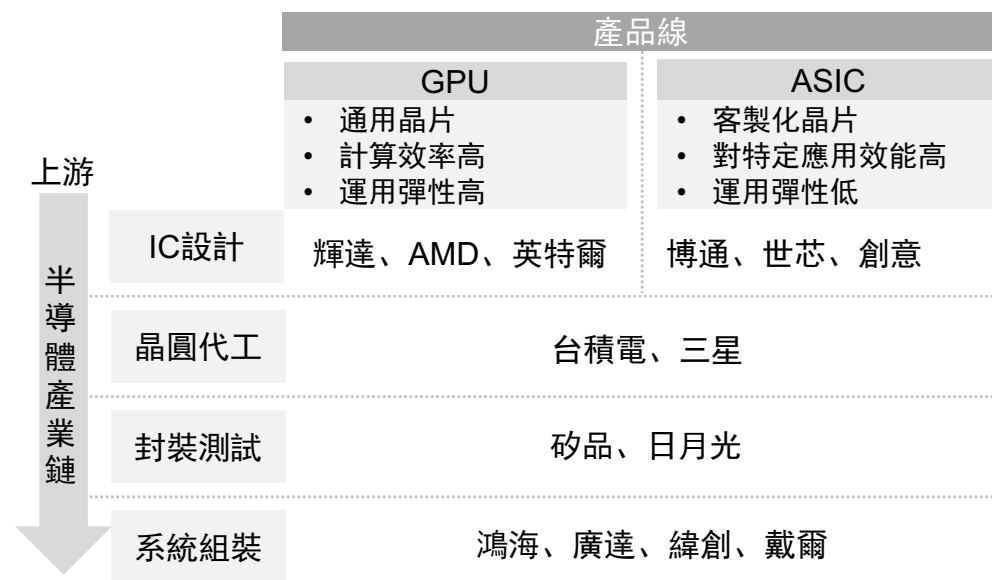 產品線
GPU
• 通用晶片
• 計算效率高
• 運用彈性高
ASIC
• 客製化晶片
• 對特定應用效能高
• 運用彈性低
上游
半導體產業鏈
IC設計
輝達、AMD、英特爾
博通、世芯、創意
晶圓代工
台積電、三星
封裝測試
矽品、日月光
系統組裝
鴻海、廣達、緯創、戴爾